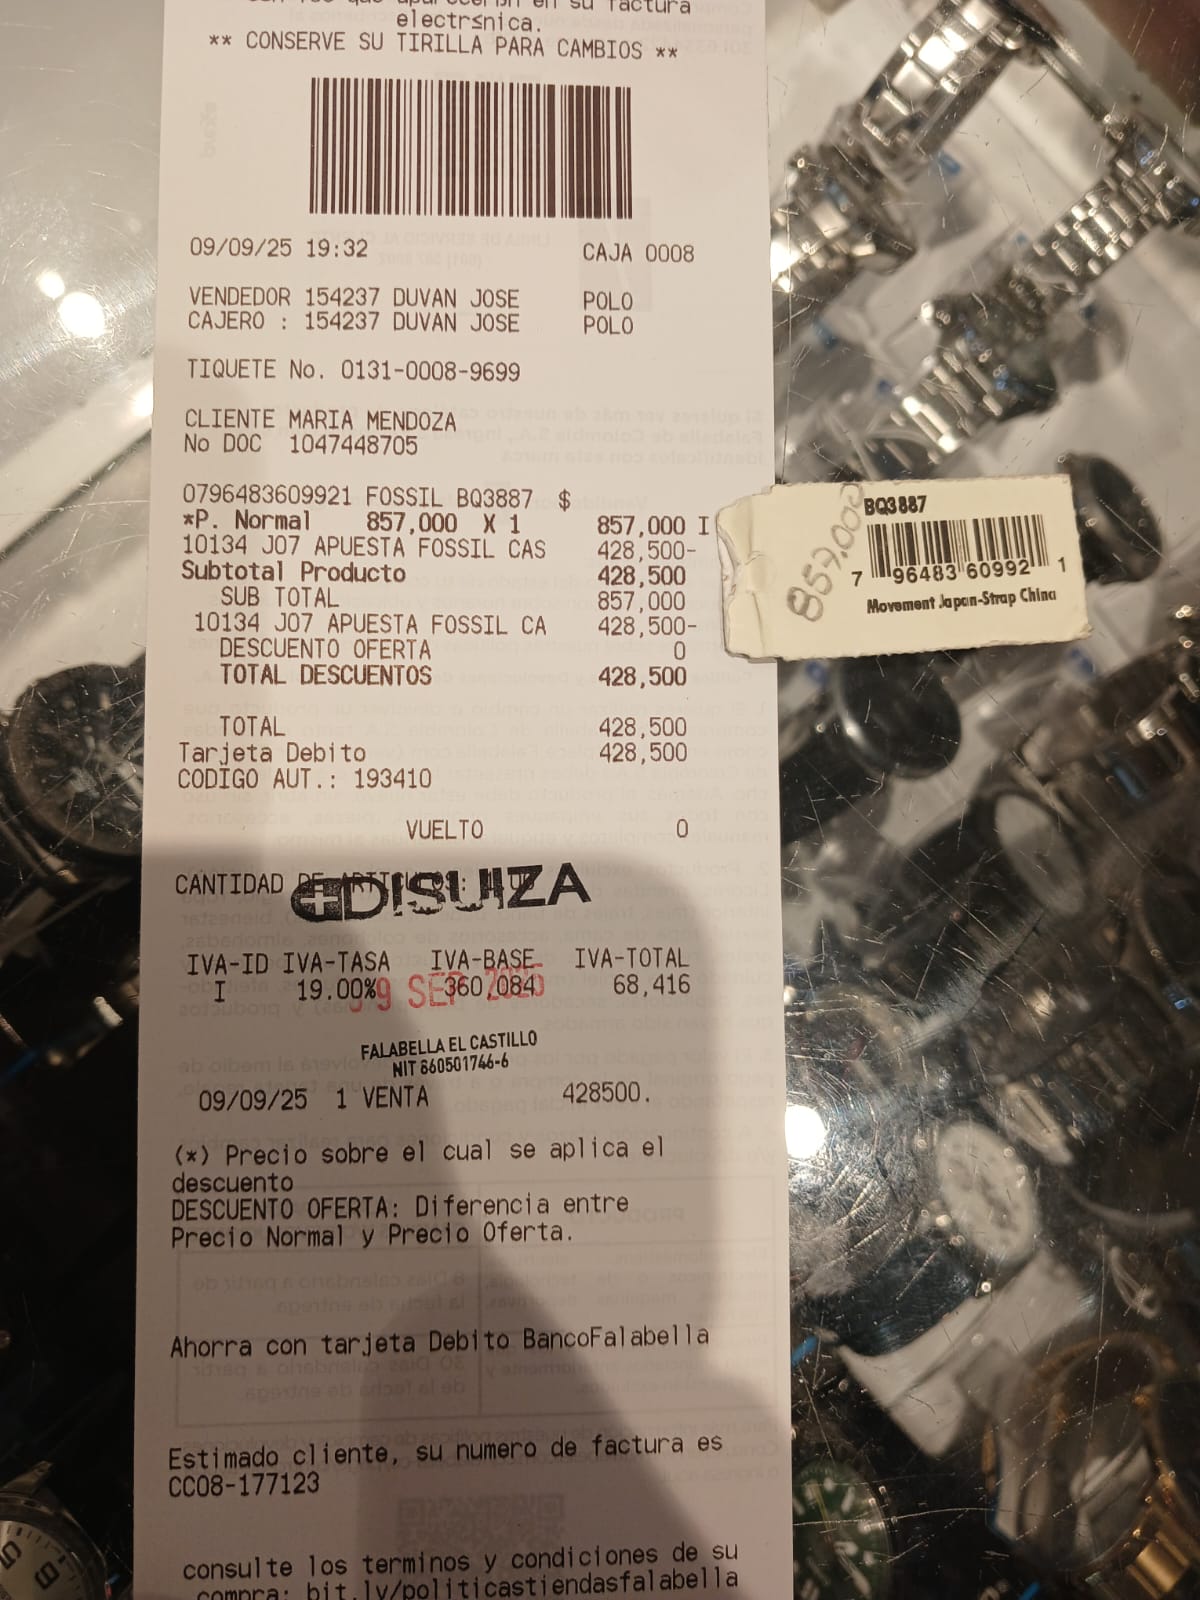 electrśnica.
** CONSERVE SU TIRILLA PARA CAMBIOS **
09/09/25 19:32 CAJA 0008
VENDEDOR 154237 DUVAN JOSE POLO
CAJERO : 154237 DUVAN JOSE POLO
TIQUETE No. 0131-0008-9699
CLIENTE MARIA MENDOZA
No DOC 1047448705
0796483609921 FOSSIL BQ3887 $
*P. Normal 857,000 X 1 857,000 I
10134 J07 APUESTA FOSSIL CAS 428,500-
Subtotal Producto 428,500
SUB TOTAL 857,000
10134 J07 APUESTA FOSSIL CA 428,500-
DESCUENTO OFERTA 0
TOTAL DESCUENTOS 428,500
TOTAL 428,500
Tarjeta Debito 428,500
CODIGO AUT.: 193410
VUELTO 0
CANTIDAD
DISUIZA
IVA-ID IVA-TASA IVA-BASE IVA-TOTAL
I 19.00% 360,084 68,416
09 SEP 2025
FALABELLA EL CASTILLO
NIT 860501746-6
09/09/25 1 VENTA 428500.
(*) Precio sobre el cual se aplica el
descuento
DESCUENTO OFERTA: Diferencia entre
Precio Normal y Precio Oferta.
Ahorra con tarjeta Debito BancoFalabella
Estimado cliente, su numero de factura es
CC08-177123
consulte los terminos y condiciones de su
compra: bit.ly/politicastiendasfalabella
857.000
BQ3887
7 96483 60992 1
Movement Japan-Strap China